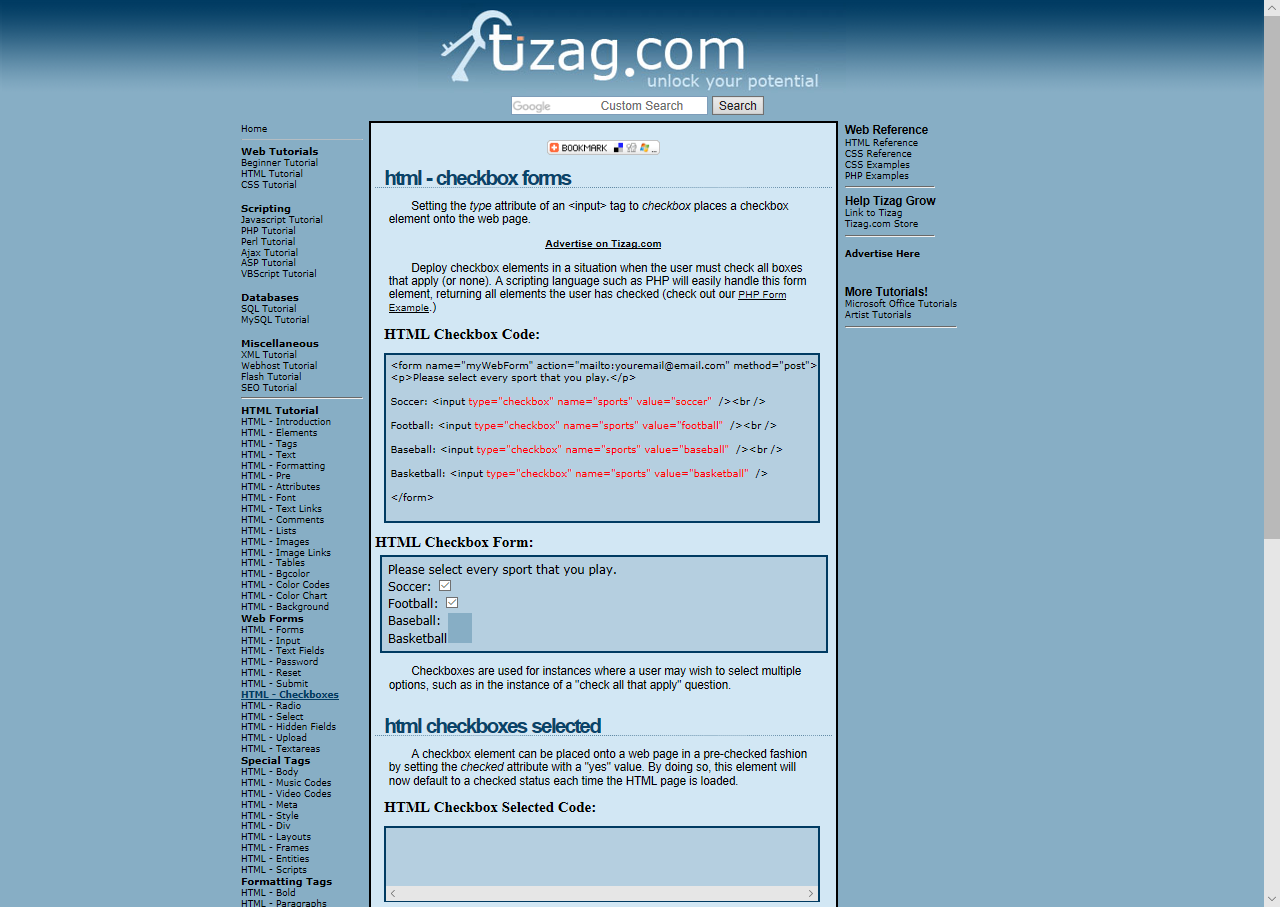 tizag.com
unlock your potential
Google Custom Search Search
Home
Web Tutorials
Beginner Tutorial
HTML Tutorial
CSS Tutorial
Scripting
Javascript Tutorial
PHP Tutorial
Perl Tutorial
Ajax Tutorial
ASP Tutorial
VBScript Tutorial
Databases
SQL Tutorial
MySQL Tutorial
Miscellaneous
XML Tutorial
Webhost Tutorial
Flash Tutorial
SEO Tutorial
HTML Tutorial
HTML - Introduction
HTML - Elements
HTML - Tags
HTML - Text
HTML - Formatting
HTML - Pre
HTML - Attributes
HTML - Font
HTML - Text Links
HTML - Comments
HTML - Lists
HTML - Images
HTML - Image Links
HTML - Tables
HTML - Bgcolor
HTML - Color Codes
HTML - Color Chart
HTML - Background
Web Forms
HTML - Forms
HTML - Input
HTML - Text Fields
HTML - Password
HTML - Reset
HTML - Submit
HTML - Checkboxes
HTML - Radio
HTML - Select
HTML - Hidden Fields
HTML - Upload
HTML - Textareas
Special Tags
HTML - Body
HTML - Music Codes
HTML - Video Codes
HTML - Meta
HTML - Style
HTML - Div
HTML - Layouts
HTML - Frames
HTML - Entities
HTML - Scripts
Formatting Tags
HTML - Bold
HTML - Paragraphs
BOOKMARK
html - checkbox forms
Setting the type attribute of an <input> tag to checkbox places a checkbox
element onto the web page.
Advertise on Tizag.com
Deploy checkbox elements in a situation when the user must check all boxes
that apply (or none). A scripting language such as PHP will easily handle this form
element, returning all elements the user has checked (check out our PHP Form
Example.)
HTML Checkbox Code:
<form name="myWebForm" action="mailto:youremail@email.com" method="post">
<p>Please select every sport that you play.</p>
Soccer: <input type="checkbox" name="sports" value="soccer" /><br />
Football: <input type="checkbox" name="sports" value="football" /><br />
Baseball: <input type="checkbox" name="sports" value="baseball" /><br />
Basketball: <input type="checkbox" name="sports" value="basketball" />
</form>
HTML Checkbox Form:
Please select every sport that you play.
Soccer:
Football:
Baseball:
Basketball
Checkboxes are used for instances where a user may wish to select multiple
options, such as in the instance of a "check all that apply" question.
html checkboxes selected
A checkbox element can be placed onto a web page in a pre-checked fashion
by setting the checked attribute with a "yes" value. By doing so, this element will
now default to a checked status each time the HTML page is loaded.
HTML Checkbox Selected Code:
Web Reference
HTML Reference
CSS Reference
CSS Examples
PHP Examples
Help Tizag Grow
Link to Tizag
Tizag.com Store
Advertise Here
More Tutorials!
Microsoft Office Tutorials
Artist Tutorials